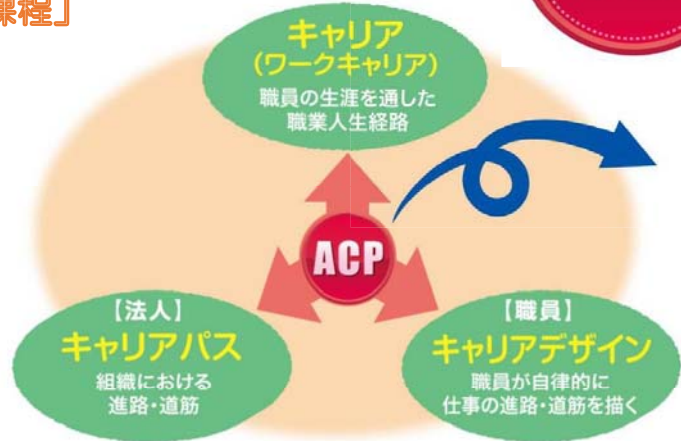 課程」
キャリア
(ワークキャリア)
職員の生涯を通した
職業人生経路
ACP
【法人】
キャリアパス
組織における
進路・道筋
【職員】
キャリアデザイン
職員が自律的に
仕事の進路・道筋を描く